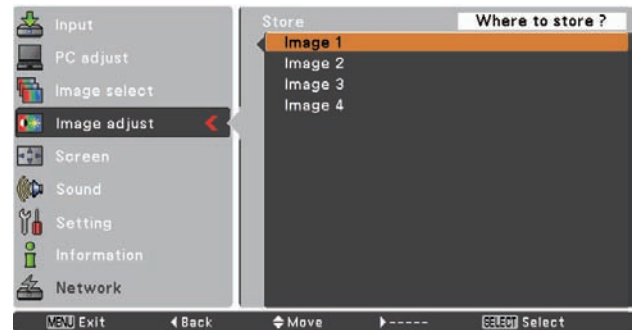 Input
PC adjust
Image select
Image adjust
Screen
Sound
Setting
Information
Network
Store
Where to store ?
Image 1
Image 2
Image 3
Image 4
MENU Exit
Back
Move
-----
SELECT Select